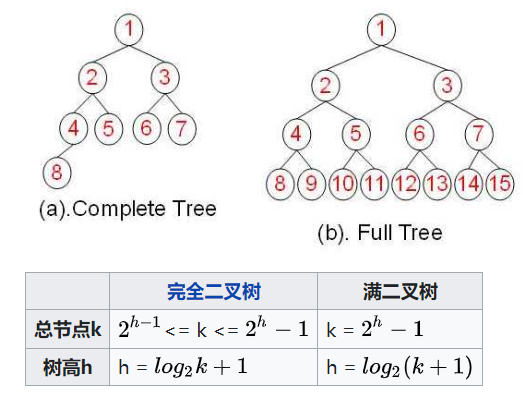 1
1
2 3
2 3
4 5 6 7
4 5 6 7
8
8 9 10 11 12 13 14 15
(a).Complete Tree
(b). Full Tree
完全二叉树 满二叉树
总节点k 2^{h-1} <= k <= 2^h − 1 k = 2^h − 1
树高h h = log_2 k + 1 h = log_2(k + 1)